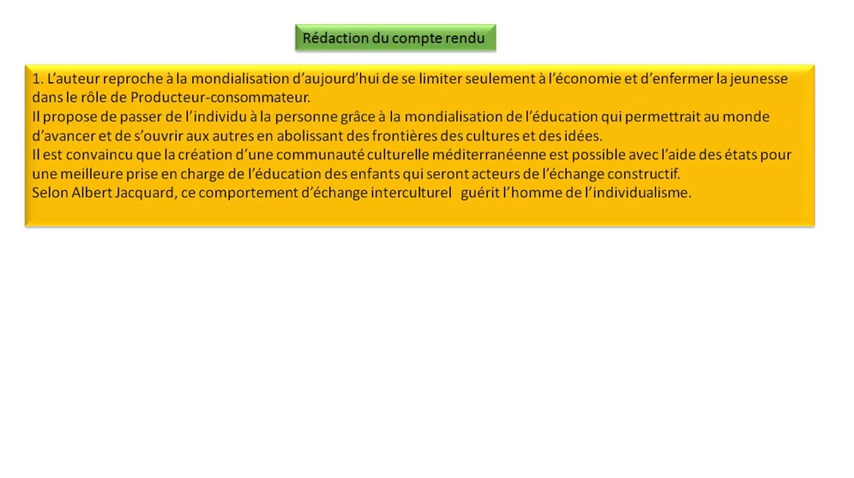 Rédaction du compte rendu
1. L'auteur reproche à la mondialisation d'aujourd'hui de se limiter seulement à l'économie et d'enfermer la jeunesse
dans le rôle de Producteur-consommateur.
Il propose de passer de l'individu à la personne grâce à la mondialisation de l'éducation qui permettrait au monde
d'avancer et de s'ouvrir aux autres en abolissant des frontières des cultures et des idées.
Il est convaincu que la création d'une communauté culturelle méditerranéenne est possible avec l'aide des états pour
une meilleure prise en charge de l'éducation des enfants qui seront acteurs de l'échange constructif.
Selon Albert Jacquard, ce comportement d'échange interculturel guérit l'homme de l'individualisme.